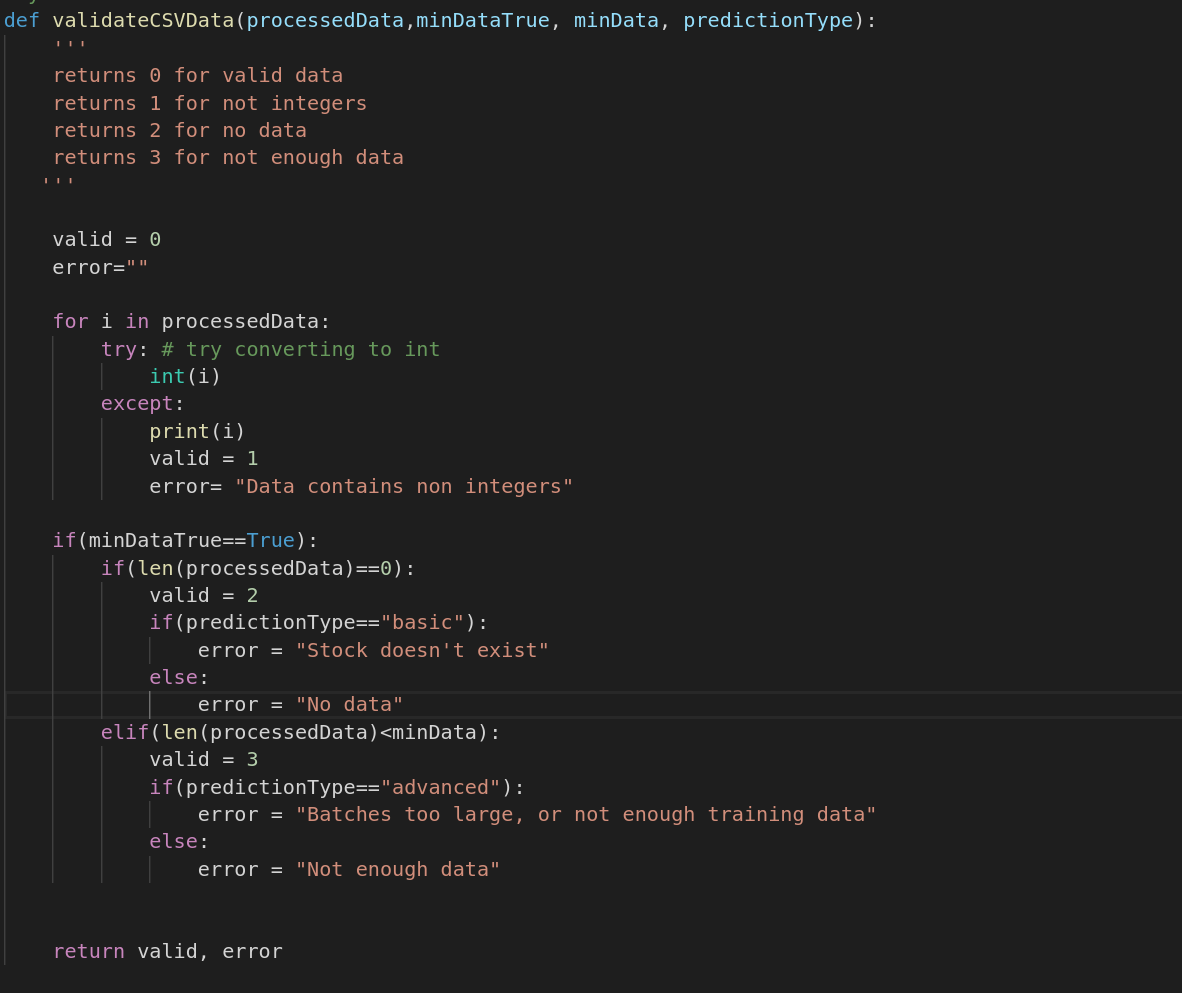 def validateCSVData(processedData,minDataTrue, minData, predictionType):
    '''
    returns 0 for valid data
    returns 1 for not integers
    returns 2 for no data
    returns 3 for not enough data
   '''
    valid = 0
    error=""
    for i in processedData:
        try: # try converting to int
            int(i)
        except:
            print(i)
            valid = 1
            error= "Data contains non integers"
    if(minDataTrue==True):
        if(len(processedData)==0):
            valid = 2
            if(predictionType=="basic"):
                error = "Stock doesn't exist"
            else:
                error = "No data"
        elif(len(processedData)<minData):
            valid = 3
            if(predictionType=="advanced"):
                error = "Batches too large, or not enough training data"
            else:
                error = "Not enough data"
    return valid, error